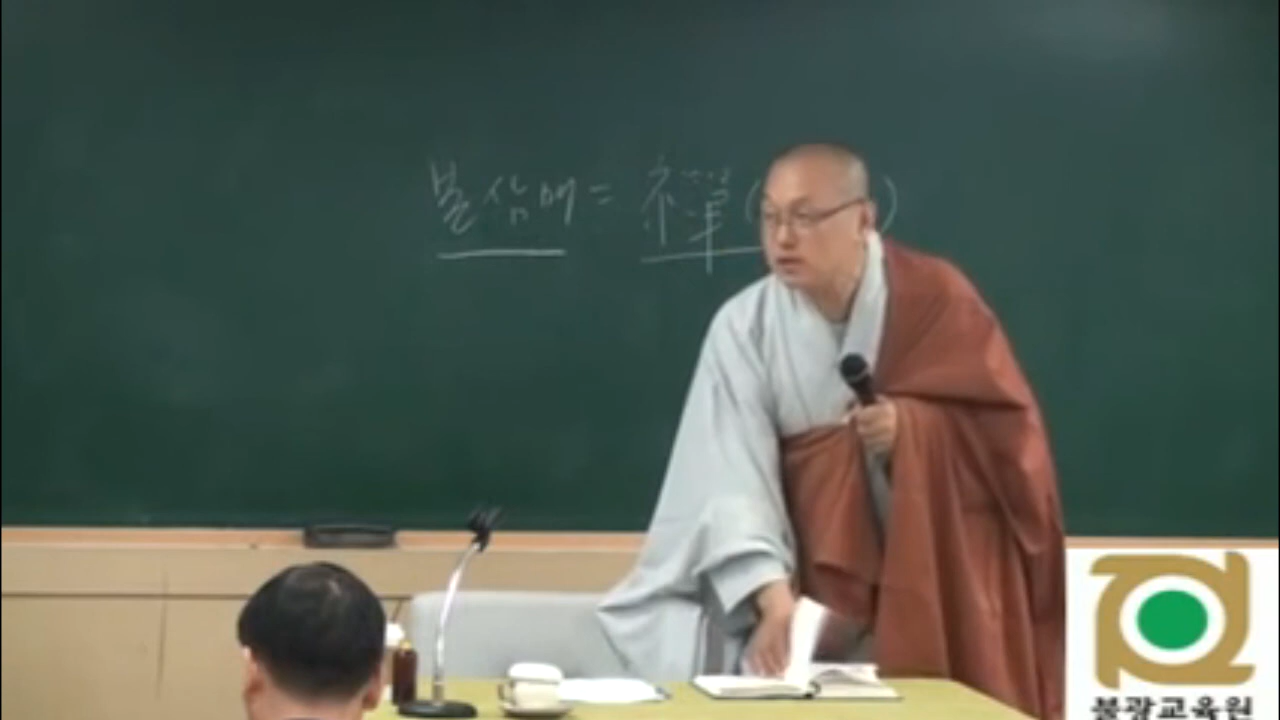 불삼매 = 禪 ( )
불광교육원